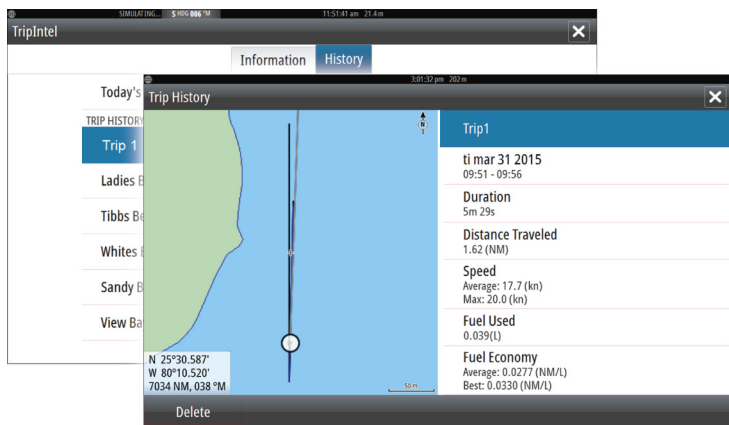 SIMULATING... S HDG 006 °M 11:51:41 am 21.4 m
TripIntel
Information History
Today's
TRIP HISTORY
Trip 1
Ladies B
Tibbs Be
Whites
Sandy B
View Ba
3:01:32 pm 202 m
Trip History
N
Trip1
ti mar 31 2015
09:51 - 09:56
Duration
5m 29s
Distance Traveled
1.62 (NM)
Speed
Average: 17.7 (kn)
Max: 20.0 (kn)
Fuel Used
0.039(L)
Fuel Economy
Average: 0.0277 (NM/L)
Best: 0.0330 (NM/L)
N 25°30.587'
W 80°10.520'
7034 NM, 038 °M
50 m
Delete